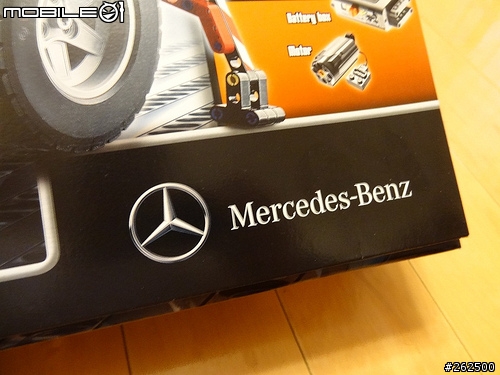 MOBILE01
Battery box
Motor
Mercedes-Benz
#262500